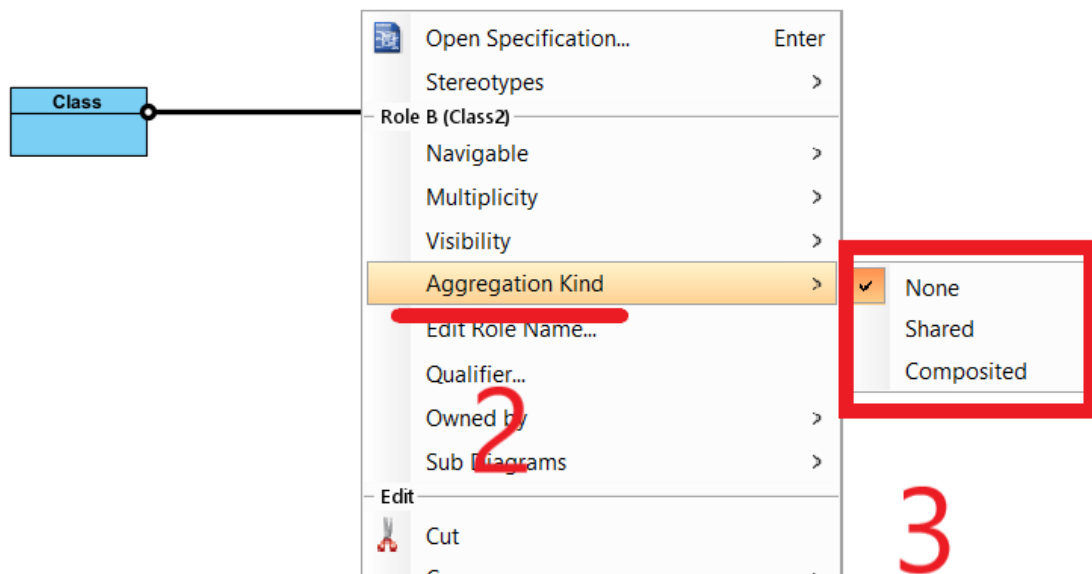 Class
Open Specification... Enter
Stereotypes
Role B (Class2)
Navigable
Multiplicity
Visibility
Aggregation Kind
None
Shared
Composited
Edit Role Name...
Qualifier...
2
Owned by
Sub Diagrams
Edit
3
Cut